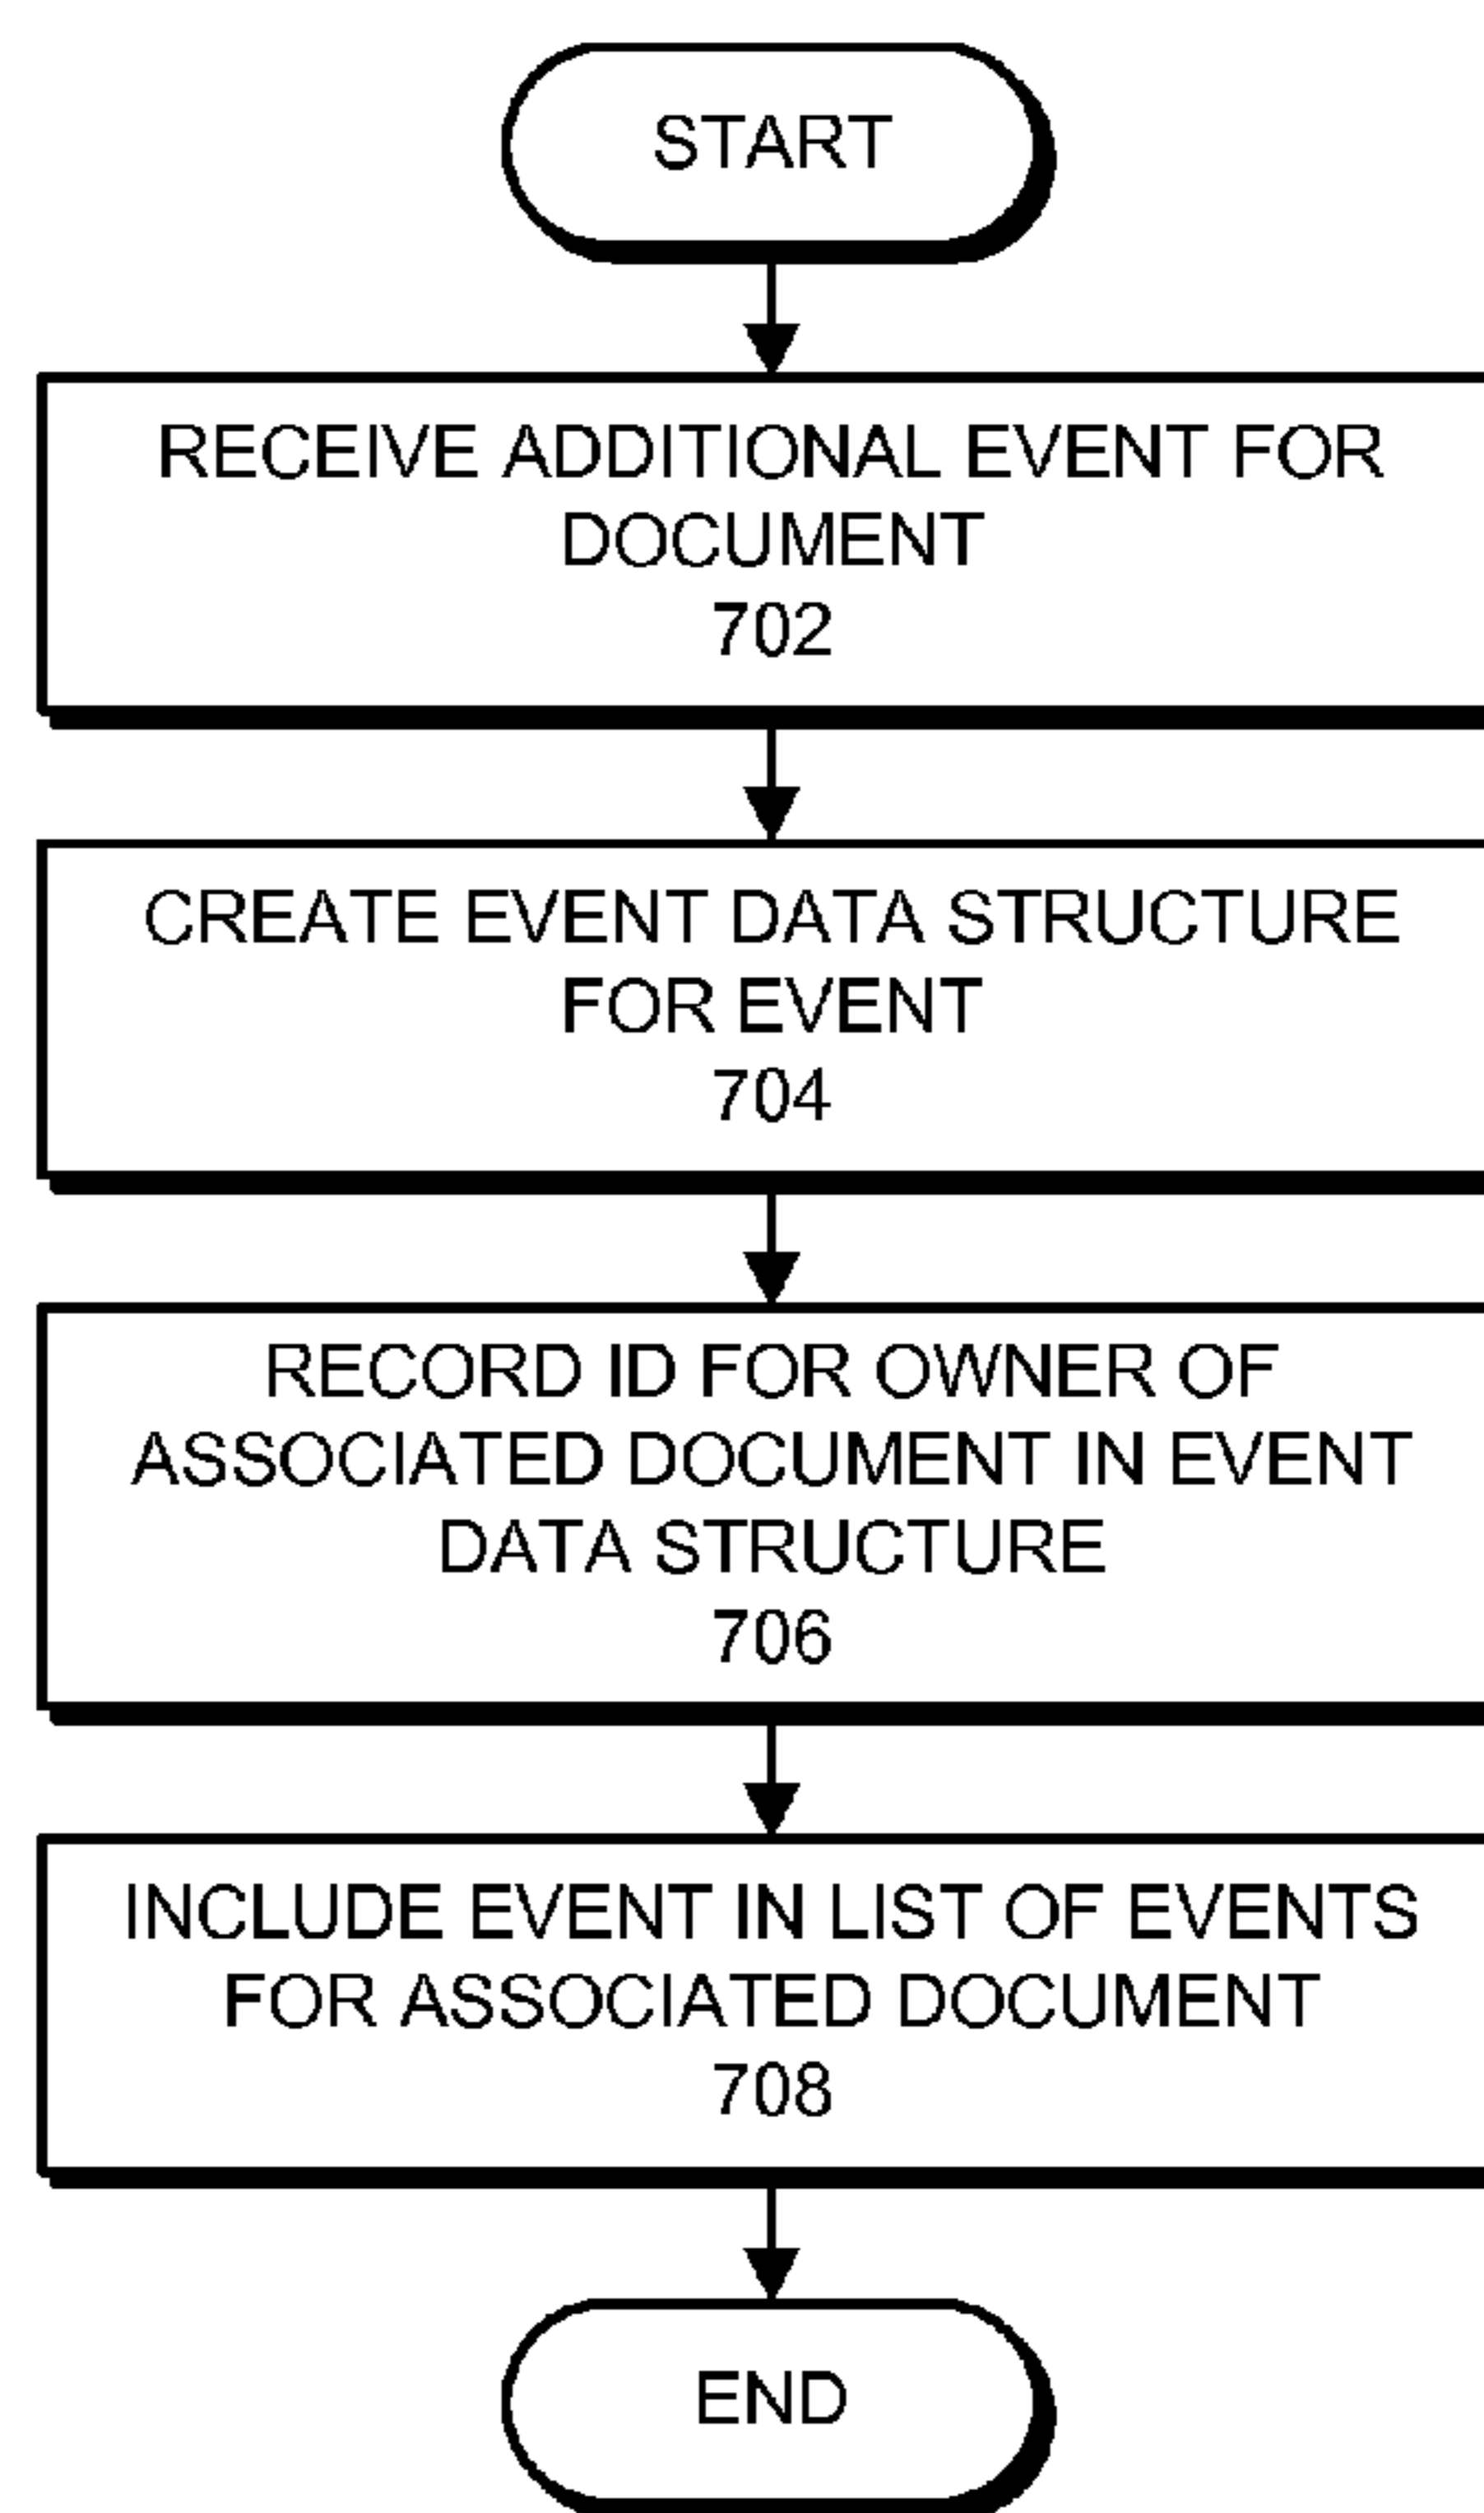 START
RECEIVE ADDITIONAL EVENT FOR
DOCUMENT
702
CREATE EVENT DATA STRUCTURE
FOR EVENT
704
RECORD ID FOR OWNER OF
ASSOCIATED DOCUMENT IN EVENT
DATA STRUCTURE
706
INCLUDE EVENT IN LIST OF EVENTS
FOR ASSOCIATED DOCUMENT
708
END